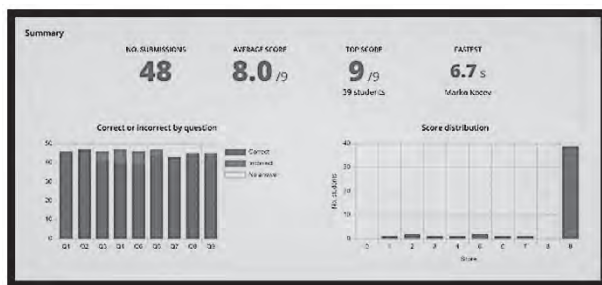 Summary
NO. SUBMISSIONS
48
AVERAGE SCORE
8.0 /9
TOP SCORE
9 /9
39 students
FASTEST
6.7 s
Marko Kocev
Correct or incorrect by question
50
40
30
20
10
0
Q1 Q2 Q3 Q4 Q5 Q6 Q7 Q8 Q9
Correct
Incorrect
No answer
Score distribution
No. students
40
30
20
10
0
0 1 2 3 4 5 6 7 8 9
Score